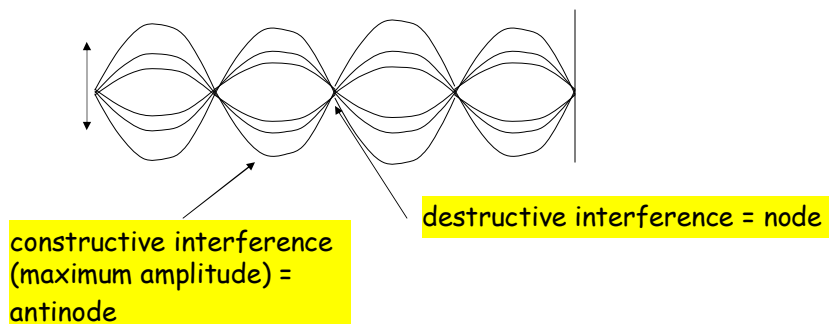 destructive interference = node
constructive interference
(maximum amplitude) =
antinode